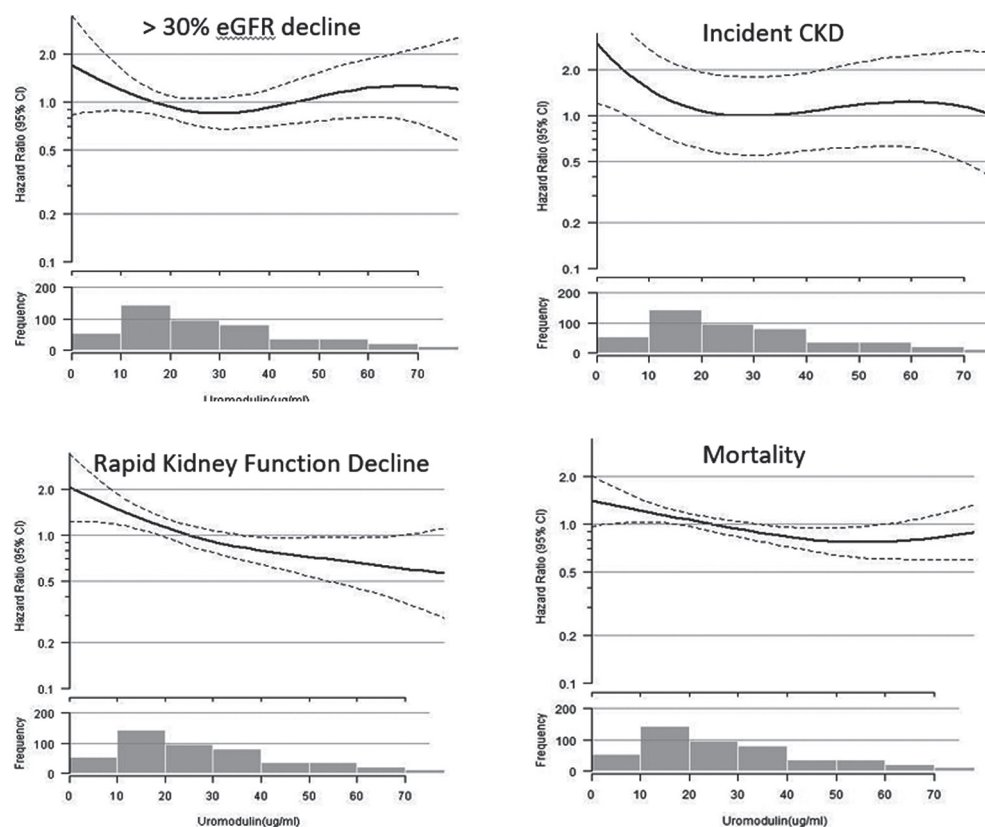 > 30% eGFR decline
Hazard Ratio (95% CI)
2.0
1.0
0.5
0.2
0.1
Frequency
200
100
0
0 10 20 30 40 50 60 70
Uromodulin(ug/ml)
Incident CKD
Hazard Ratio (95% CI)
2.0
1.0
0.5
0.2
0.1
Frequency
200
100
0
0 10 20 30 40 50 60 70
Rapid Kidney Function Decline
Hazard Ratio (95% CI)
2.0
1.0
0.5
0.2
0.1
Frequency
200
100
0
0 10 20 30 40 50 60 70
Uromodulin(ug/ml)
Mortality
Hazard Ratio (95% CI)
2.0
1.0
0.5
0.2
0.1
Frequency
200
100
0
0 10 20 30 40 50 60 70
Uromodulin(ug/ml)